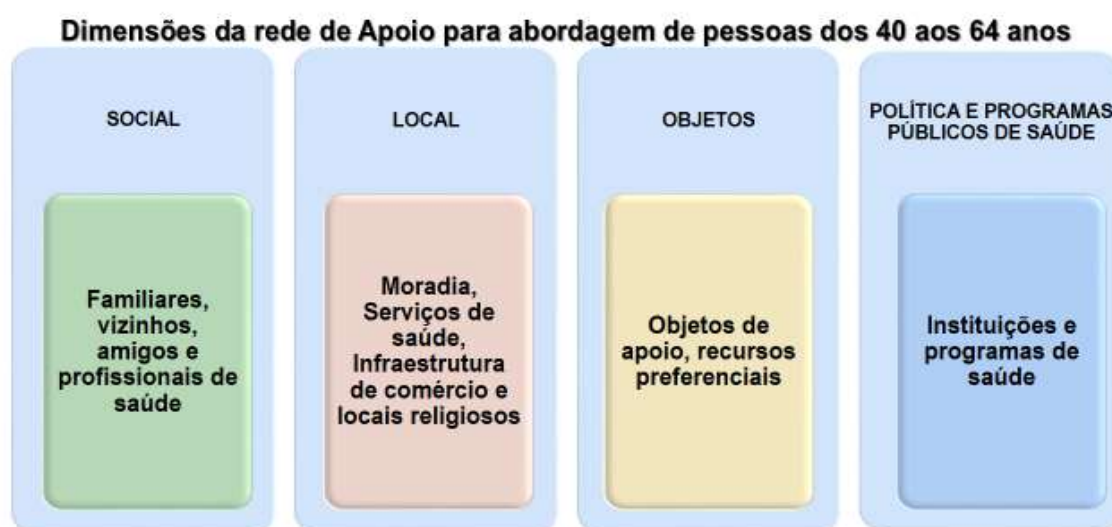 Dimensões da rede de Apoio para abordagem de pessoas dos 40 aos 64 anos
SOCIAL
Familiares,
vizinhos,
amigos e
profissionais de
saúde
LOCAL
Moradia,
Serviços de
saúde,
Infraestrutura
de comércio e
locais religiosos
OBJETOS
Objetos de
apoio, recursos
preferenciais
POLÍTICA E PROGRAMAS
PÚBLICOS DE SAÚDE
Instituições e
programas de
saúde